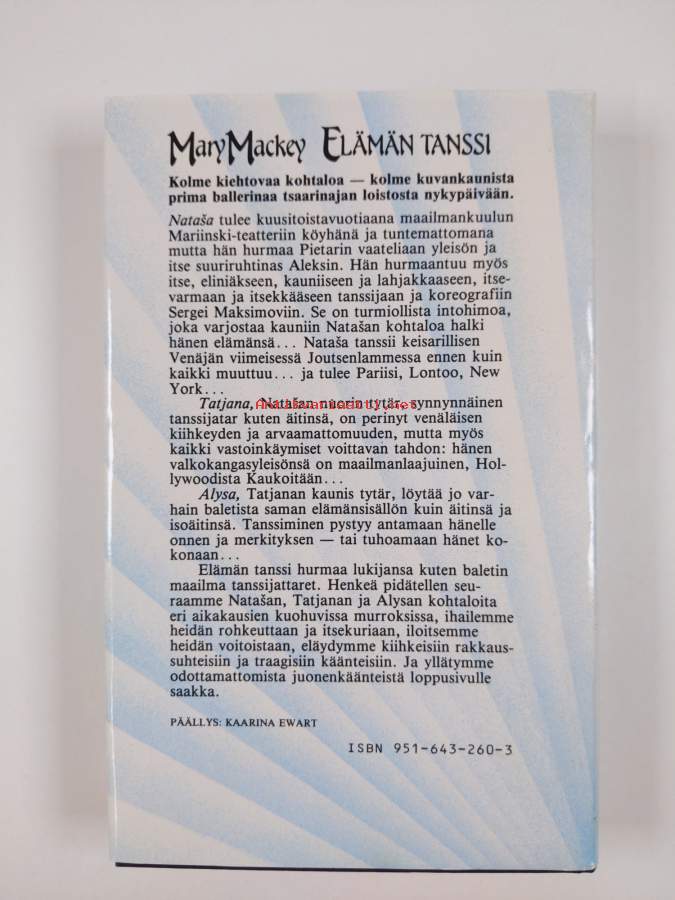 Mary Mackey ELÄMÄN TANSSI
Kolme kiehtovaa kohtaloa — kolme kuvankaunista
prima ballerinaa tsaarinajan loistosta nykypäivään.
Nataša tulee kuusitoistavuotiaana maailmankuulun
Mariinski-teatteriin köyhänä ja tuntemattomana
mutta hän hurmaa Pietarin vaateliaan yleisön ja
itse suuriruhtinas Aleksin. Hän hurmaantuu myös
itse, eliniäkseen, kauniiseen ja lahjakkaaseen, itse-
varmaan ja itsekkääseen tanssijaan ja koreografiin
Sergei Maksimoviin. Se on turmiollista intohimoa,
joka varjostaa kauniin Natašan kohtaloa halki
hänen elämänsä... Nataša tanssii keisarillisen
Venäjän viimeisessä Joutsenlammessa ennen kuin
kaikki muuttuu... ja tulee Pariisi, Lontoo, New
York...
Antikvariaatti.net
Tatjana, Natašan nuorin tytär, synnynnäinen
tanssijatar kuten äitinsä, on perinyt venäläisen
kiihkeyden ja arvaamattomuuden, mutta myös
kaikki vastoinkäymiset voittavan tahdon: hänen
valkokangasyleisönsä on maailmanlaajuinen, Hol-
lywoodista Kaukoitään...
Alysa, Tatjanan kaunis tytär, löytää jo var-
hain baletista saman elämänsisällön kuin äitinsä ja
isoäitinsä. Tanssiminen pystyy antamaan hänelle
onnen ja merkityksen — tai tuhoamaan hänet ko-
konaan...
Elämän tanssi hurmaa lukijansa kuten baletin
maailma tanssijattaret. Henkeä pidätellen seu-
raamme Natašan, Tatjanan ja Alysan kohtaloita
eri aikakausien kuohuvissa murroksissa, ihailemme
heidän rohkeuttaan ja itsekuriaan, iloitsemme
heidän voitoistaan, eläydymme kiihkeisiin rakkaus-
suhteisiin ja traagisiin käänteisiin. Ja yllätymme
odottamattomista juonenkäänteistä loppusivulle
saakka.
PÄÄLLYS: KAARINA EWART
ISBN 951-643-260-3